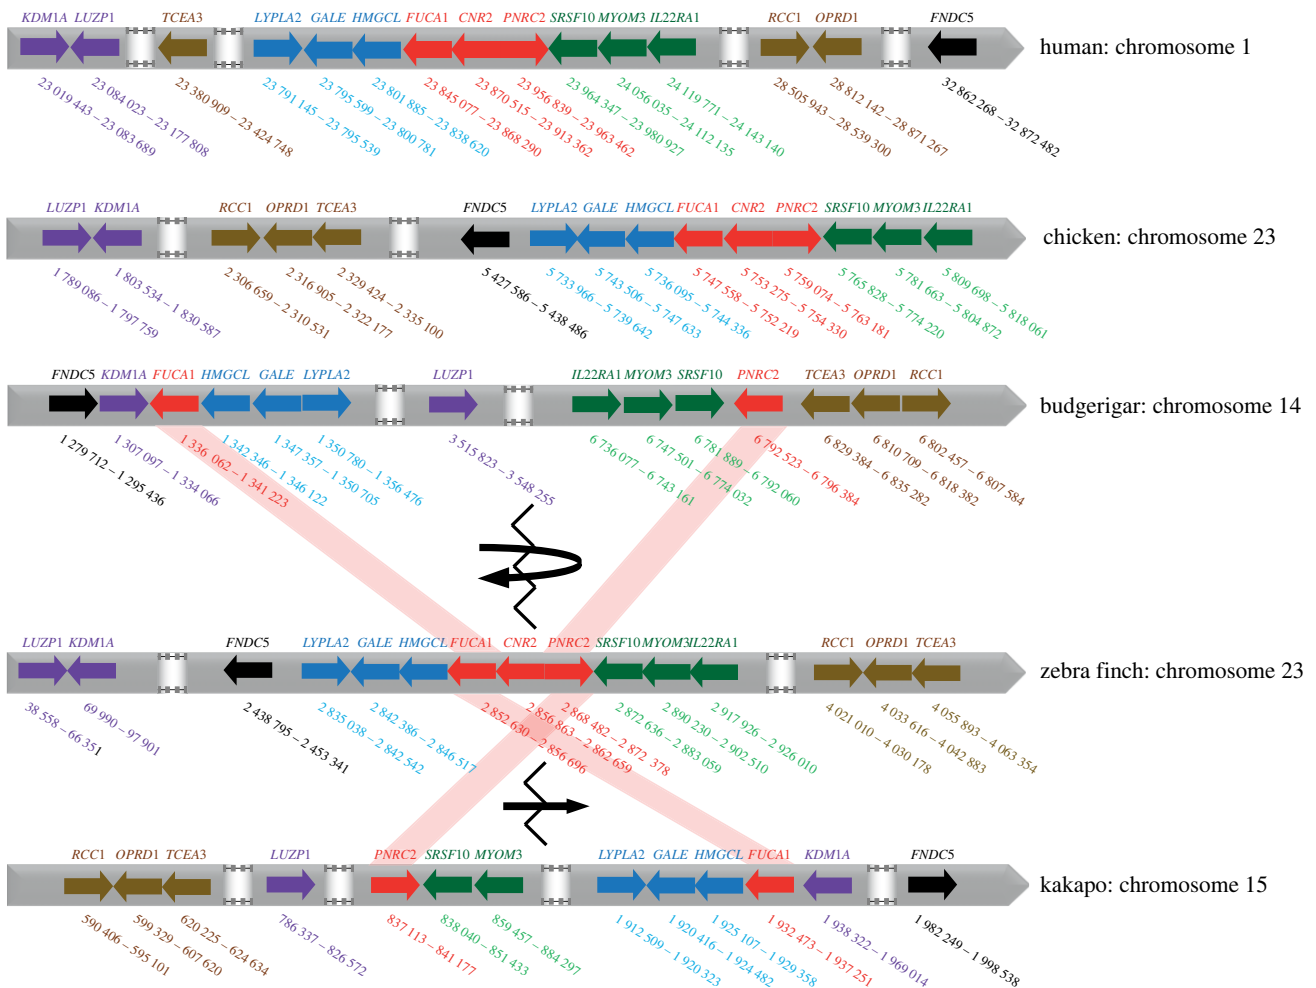 KDM1A LUZP1 TCEA3 LYPLA2 GALE HMGCL FUCA1 CNR2 PNRC2 SRSF10 MYOM3 IL22RA1 RCC1 OPRD1 FNDC5
human: chromosome 1
23 019 443 – 23 083 689
23 084 023 – 23 177 808
23 380 909 – 23 424 748
23 791 145 – 23 795 539
23 795 599 – 23 800 781
23 801 885 – 23 838 620
23 845 077 – 23 868 290
23 870 515 – 23 913 362
23 956 839 – 23 963 462
23 964 347 – 23 980 927
24 056 035 – 24 112 135
24 119 771 – 24 143 140
28 505 943 – 28 539 300
28 812 142 – 28 871 267
32 862 268 – 32 872 482
LUZP1 KDM1A RCC1 OPRD1 TCEA3 FNDC5 LYPLA2 GALE HMGCL FUCA1 CNR2 PNRC2 SRSF10 MYOM3 IL22RA1
chicken: chromosome 23
1 789 086 – 1 797 759
1 803 534 – 1 830 587
2 306 659 – 2 310 531
2 316 905 – 2 322 177
2 329 424 – 2 335 100
5 427 586 – 5 438 486
5 733 966 – 5 739 642
5 743 506 – 5 747 633
5 736 095 – 5 744 336
5 747 558 – 5 752 219
5 753 275 – 5 754 330
5 759 074 – 5 763 181
5 765 828 – 5 774 220
5 781 663 – 5 804 872
5 809 698 – 5 818 061
FNDC5 KDM1A FUCA1 HMGCL GALE LYPLA2 LUZP1 IL22RA1 MYOM3 SRSF10 PNRC2 TCEA3 OPRD1 RCC1
budgerigar: chromosome 14
1 279 712 – 1 295 436
1 307 097 – 1 334 066
1 336 062 – 1 341 223
1 342 346 – 1 346 122
1 347 357 – 1 350 705
1 350 780 – 1 356 476
3 515 823 – 3 548 255
6 736 077 – 6 743 161
6 747 501 – 6 774 032
6 781 889 – 6 792 060
6 792 523 – 6 796 384
6 829 384 – 6 835 282
6 810 709 – 6 818 382
6 802 457 – 6 807 584
LUZP1 KDM1A FNDC5 LYPLA2 GALE HMGCL FUCA1 CNR2 PNRC2 SRSF10 MYOM3 IL22RA1 RCC1 OPRD1 TCEA3
zebra finch: chromosome 23
38 558 – 66 351
69 990 – 97 901
2 438 795 – 2 453 341
2 835 038 – 2 842 542
2 842 386 – 2 846 517
2 852 630 – 2 856 696
2 856 863 – 2 862 659
2 868 482 – 2 872 378
2 872 636 – 2 883 059
2 890 230 – 2 902 510
2 917 926 – 2 926 010
4 021 010 – 4 030 178
4 033 616 – 4 042 883
4 055 893 – 4 063 354
RCC1 OPRD1 TCEA3 LUZP1 PNRC2 SRSF10 MYOM3 LYPLA2 GALE HMGCL FUCA1 KDM1A FNDC5
kakapo: chromosome 15
590 406 – 595 101
599 329 – 607 620
620 225 – 624 634
786 337 – 826 572
837 113 – 841 177
838 040 – 851 433
859 457 – 884 297
1 912 509 – 1 920 323
1 920 416 – 1 924 482
1 925 107 – 1 929 358
1 932 473 – 1 937 251
1 938 322 – 1 969 014
1 982 249 – 1 998 538